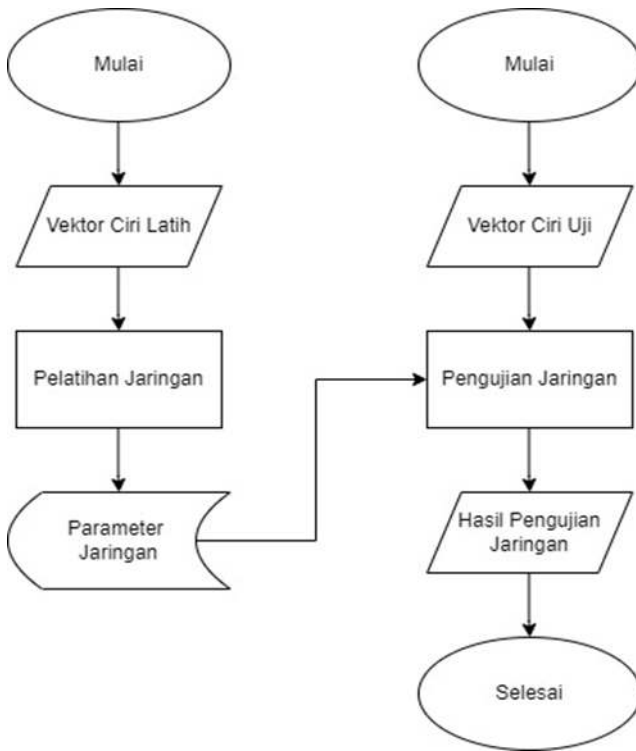 Mulai
Vektor Ciri Latih
Pelatihan Jaringan
Parameter
Jaringan
Mulai
Vektor Ciri Uji
Pengujian Jaringan
Hasil Pengujian
Jaringan
Selesai